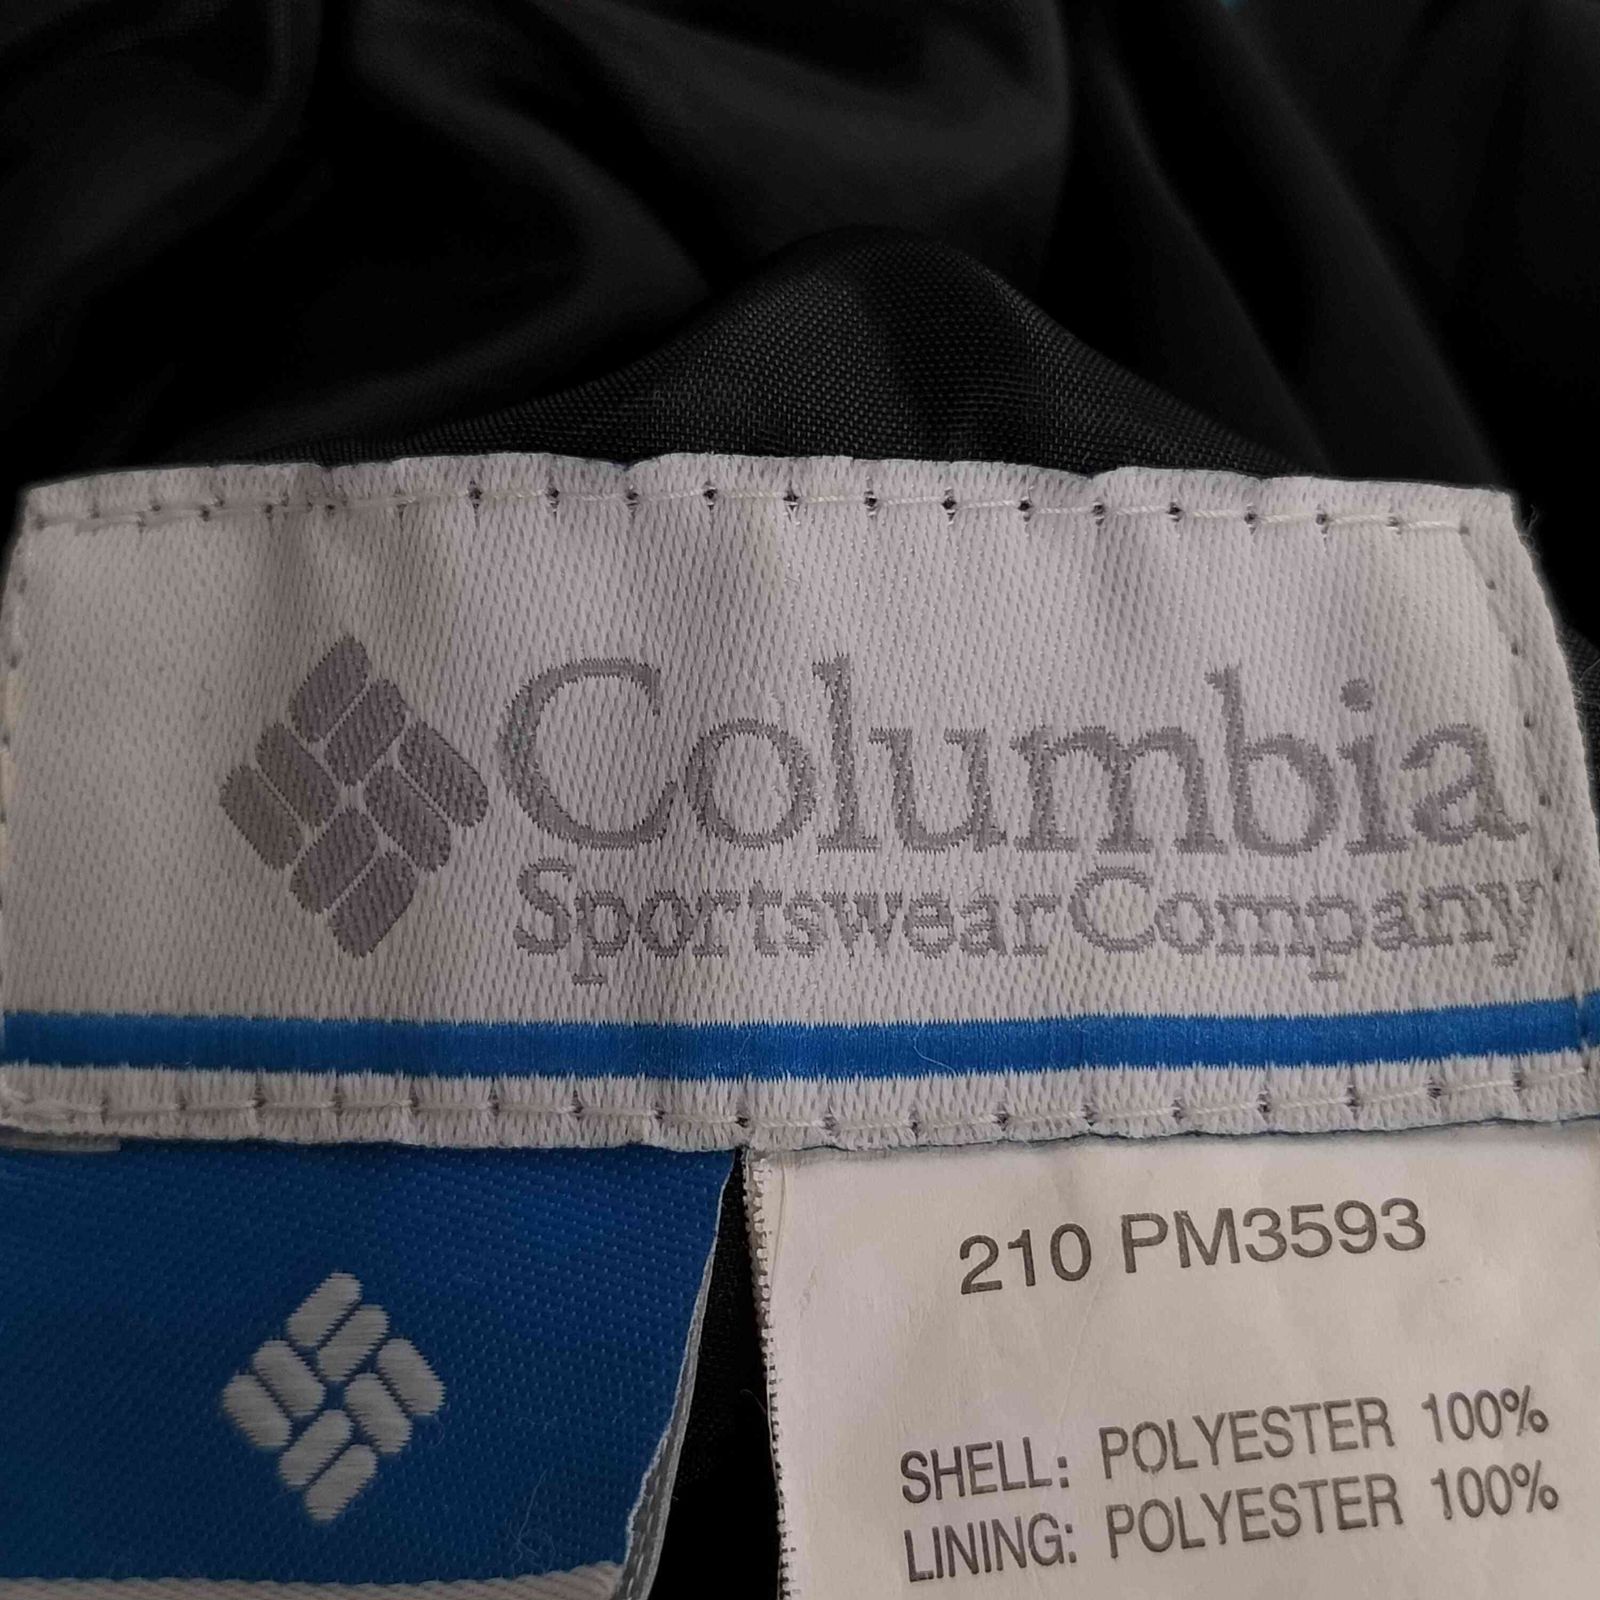 Columbia
Sportswear Company
210 PM3593
SHELL: POLYESTER 100%
LINING: POLYESTER 100%